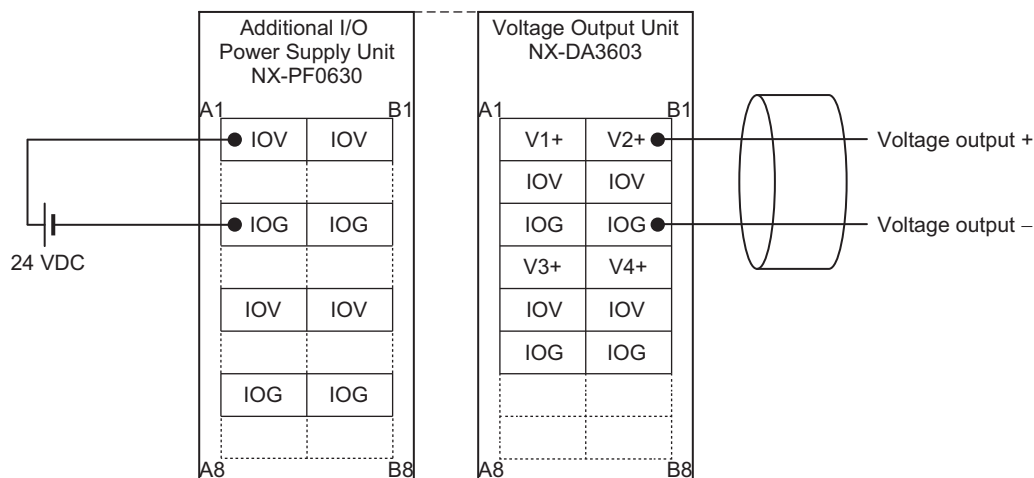 Additional I/O
Power Supply Unit
NX-PF0630
A1 B1
IOV IOV
IOG IOG
IOV IOV
IOG IOG
A8 B8
24 VDC
Voltage Output Unit
NX-DA3603
A1 B1
V1+ V2+
IOV IOV
IOG IOG
V3+ V4+
IOV IOV
IOG IOG
A8 B8
Voltage output +
Voltage output −